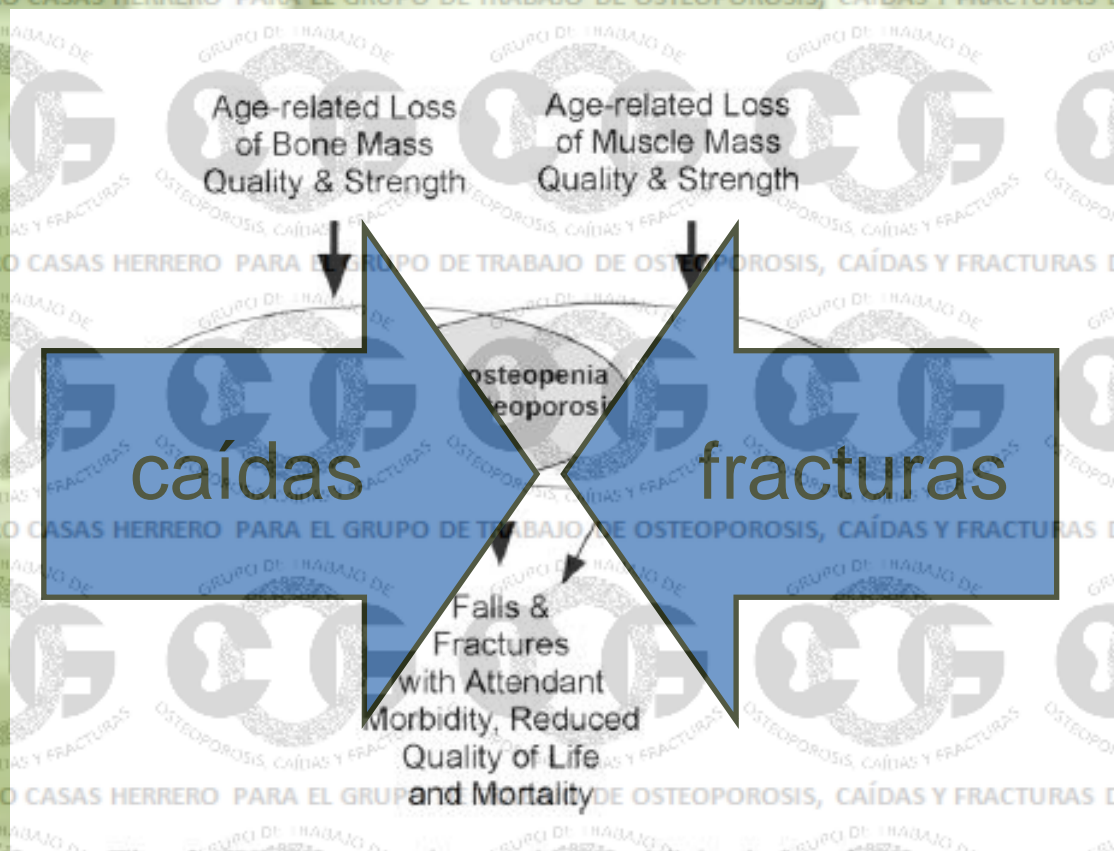 Age-related Loss
of Bone Mass
Quality & Strength
Age-related Loss
of Muscle Mass
Quality & Strength
O CASAS HERRERO PARA EL GRUPO DE TRABAJO DE OSTEOPOROSIS, CAÍDAS Y FRACTURAS D
osteopenia
eoporosi
caídas
fracturas
O CASAS HERRERO PARA EL GRUPO DE TRABAJO DE OSTEOPOROSIS, CAÍDAS Y FRACTURAS D
Falls &
Fractures
with Attendant
Morbidity, Reduced
Quality of Life
and Mortality
O CASAS HERRERO PARA EL GRUP DE OSTEOPOROSIS, CAÍDAS Y FRACTURAS D